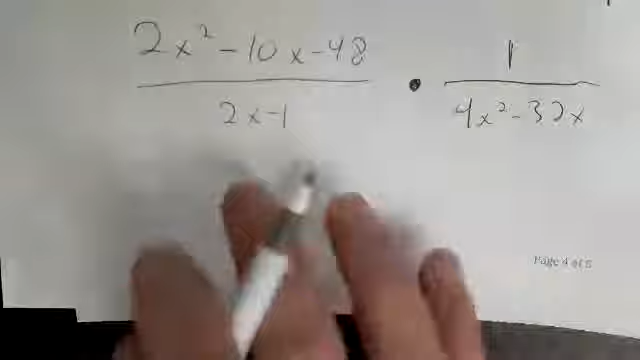 2x² - 10x - 48 1
2x - 1 · 4x² - 32x
Page 4 of 5